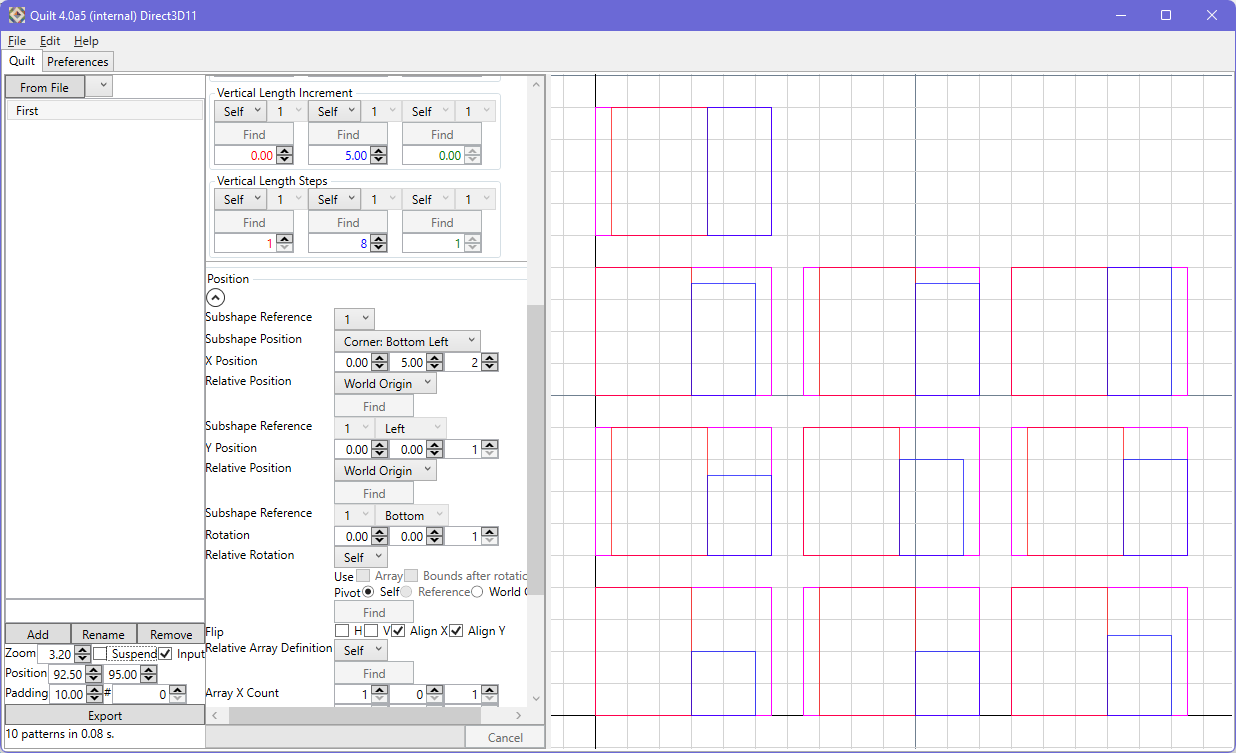 Quilt 4.0a5 (internal) Direct3D11
File Edit Help
Quilt Preferences
From File
First
Vertical Length Increment
Self 1 Self 1 Self 1
Find Find Find
0.00 5.00 0.00
Vertical Length Steps
Self 1 Self 1 Self 1
Find Find Find
1 8 1
Position
Subshape Reference 1
Subshape Position Corner: Bottom Left
X Position 0.00 5.00 2
Relative Position World Origin
Find
Subshape Reference 1 Left
Y Position 0.00 0.00 1
Relative Position World Origin
Find
Subshape Reference 1 Bottom
Rotation 0.00 0.00 1
Relative Rotation Self
Use Array Bounds after rotatic
Pivot Self Reference World
Find
Flip H V Align X Align Y
Relative Array Definition Self
Find
Array X Count 1 0 1
Add Rename Remove
Zoom 3.20 Suspend Input
Position 92.50 95.00
Padding 10.00 # 0
Export
10 patterns in 0.08 s.
Cancel